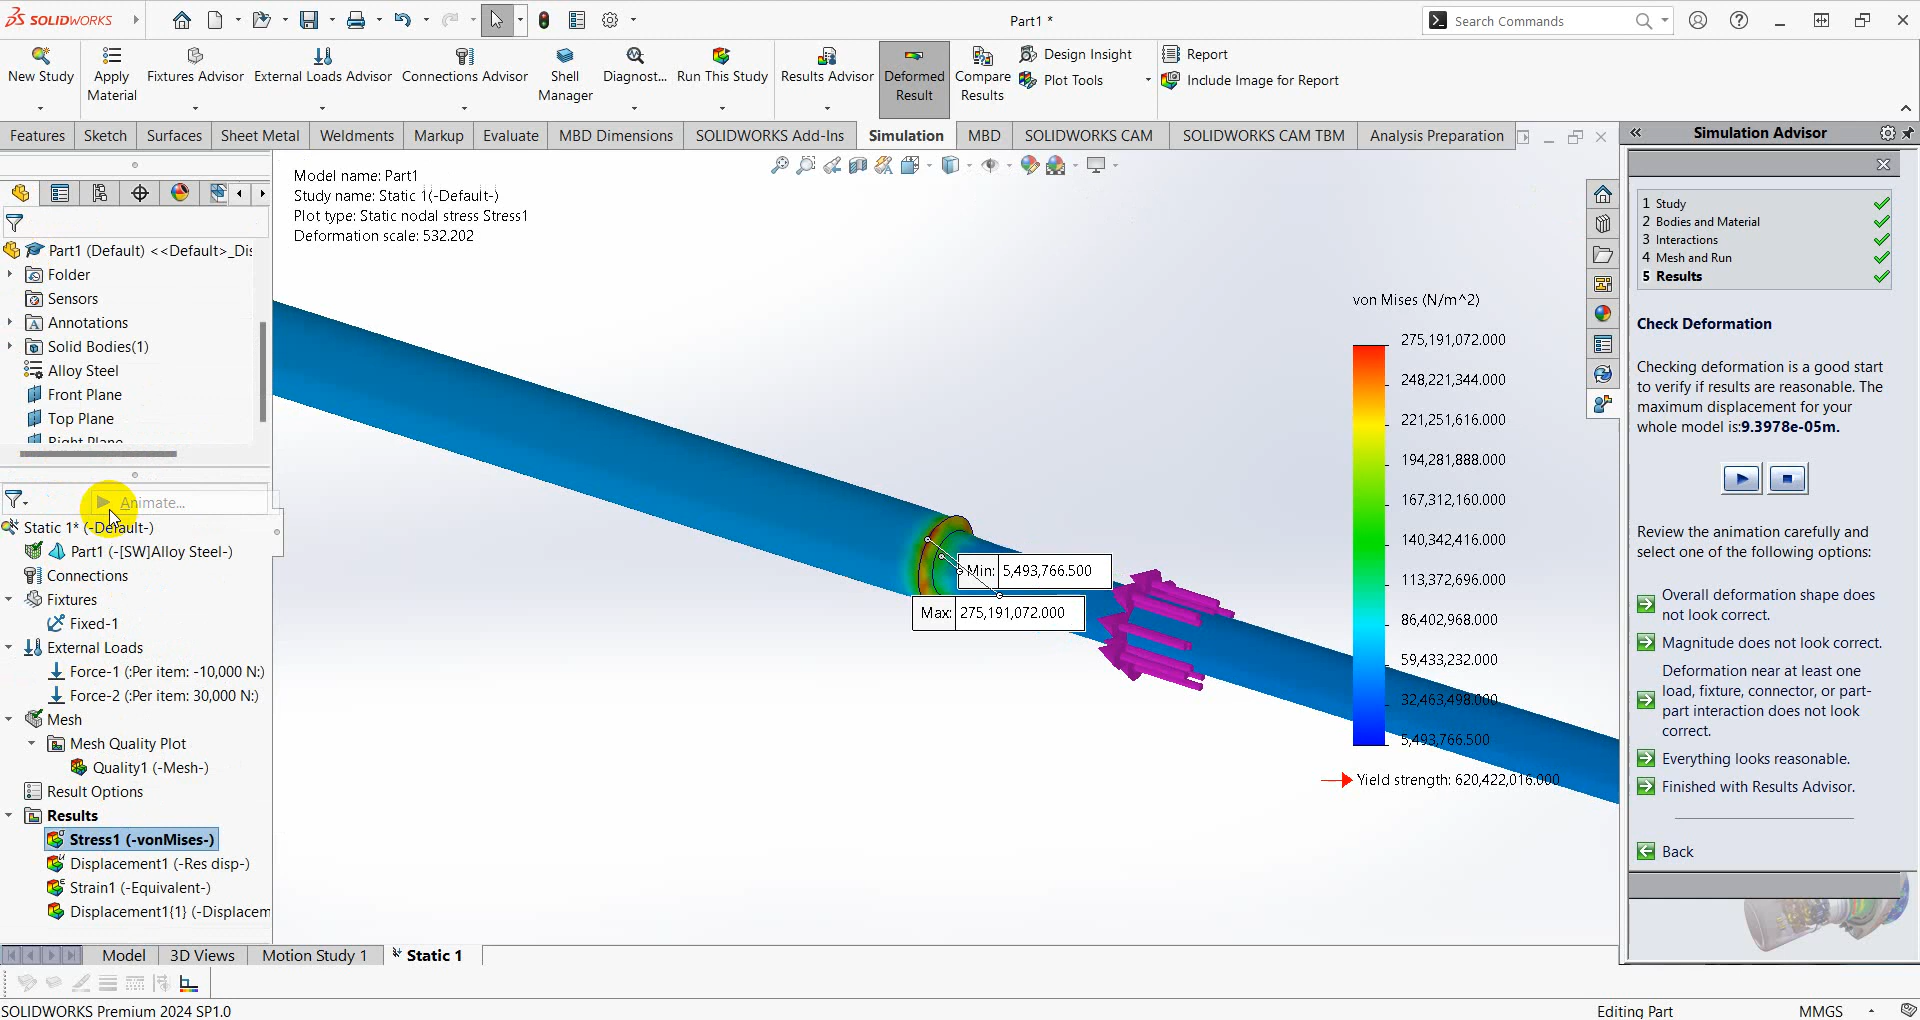 SOLIDWORKS
Part1 *
Search Commands
New Study
Apply Material
Fixtures Advisor
External Loads Advisor
Connections Advisor
Shell Manager
Diagnost...
Run This Study
Results Advisor
Deformed Result
Compare Results
Design Insight
Plot Tools
Report
Include Image for Report
Features
Sketch
Surfaces
Sheet Metal
Weldments
Markup
Evaluate
MBD Dimensions
SOLIDWORKS Add-Ins
Simulation
MBD
SOLIDWORKS CAM
SOLIDWORKS CAM TBM
Analysis Preparation
Simulation Advisor
Part1 (Default) <<Default>_Dis
Folder
Sensors
Annotations
Solid Bodies(1)
Alloy Steel
Front Plane
Top Plane
Right Plane
Animate...
Static 1* (-Default-)
Part1 (-[SW]Alloy Steel-)
Connections
Fixtures
Fixed-1
External Loads
Force-1 (:Per item: -10,000 N:)
Force-2 (:Per item: 30,000 N:)
Mesh
Mesh Quality Plot
Quality1 (-Mesh-)
Result Options
Results
Stress1 (-vonMises-)
Displacement1 (-Res disp-)
Strain1 (-Equivalent-)
Displacement1{1} (-Displacem
Model name: Part1
Study name: Static 1(-Default-)
Plot type: Static nodal stress Stress1
Deformation scale: 532.202
Min: 5,493,766.500
Max: 275,191,072.000
von Mises (N/m^2)
275,191,072.000
248,221,344.000
221,251,616.000
194,281,888.000
167,312,160.000
140,342,416.000
113,372,696.000
86,402,968.000
59,433,232.000
32,463,498.000
5,493,766.500
Yield strength: 620,422,016.000
1 Study
2 Bodies and Material
3 Interactions
4 Mesh and Run
5 Results
Check Deformation
Checking deformation is a good start
to verify if results are reasonable. The
maximum displacement for your
whole model is:9.3978e-05m.
Review the animation carefully and
select one of the following options:
Overall deformation shape does
not look correct.
Magnitude does not look correct.
Deformation near at least one
load, fixture, connector, or part-
part interaction does not look
correct.
Everything looks reasonable.
Finished with Results Advisor.
Back
Model
3D Views
Motion Study 1
Static 1
SOLIDWORKS Premium 2024 SP1.0
Editing Part
MMGS